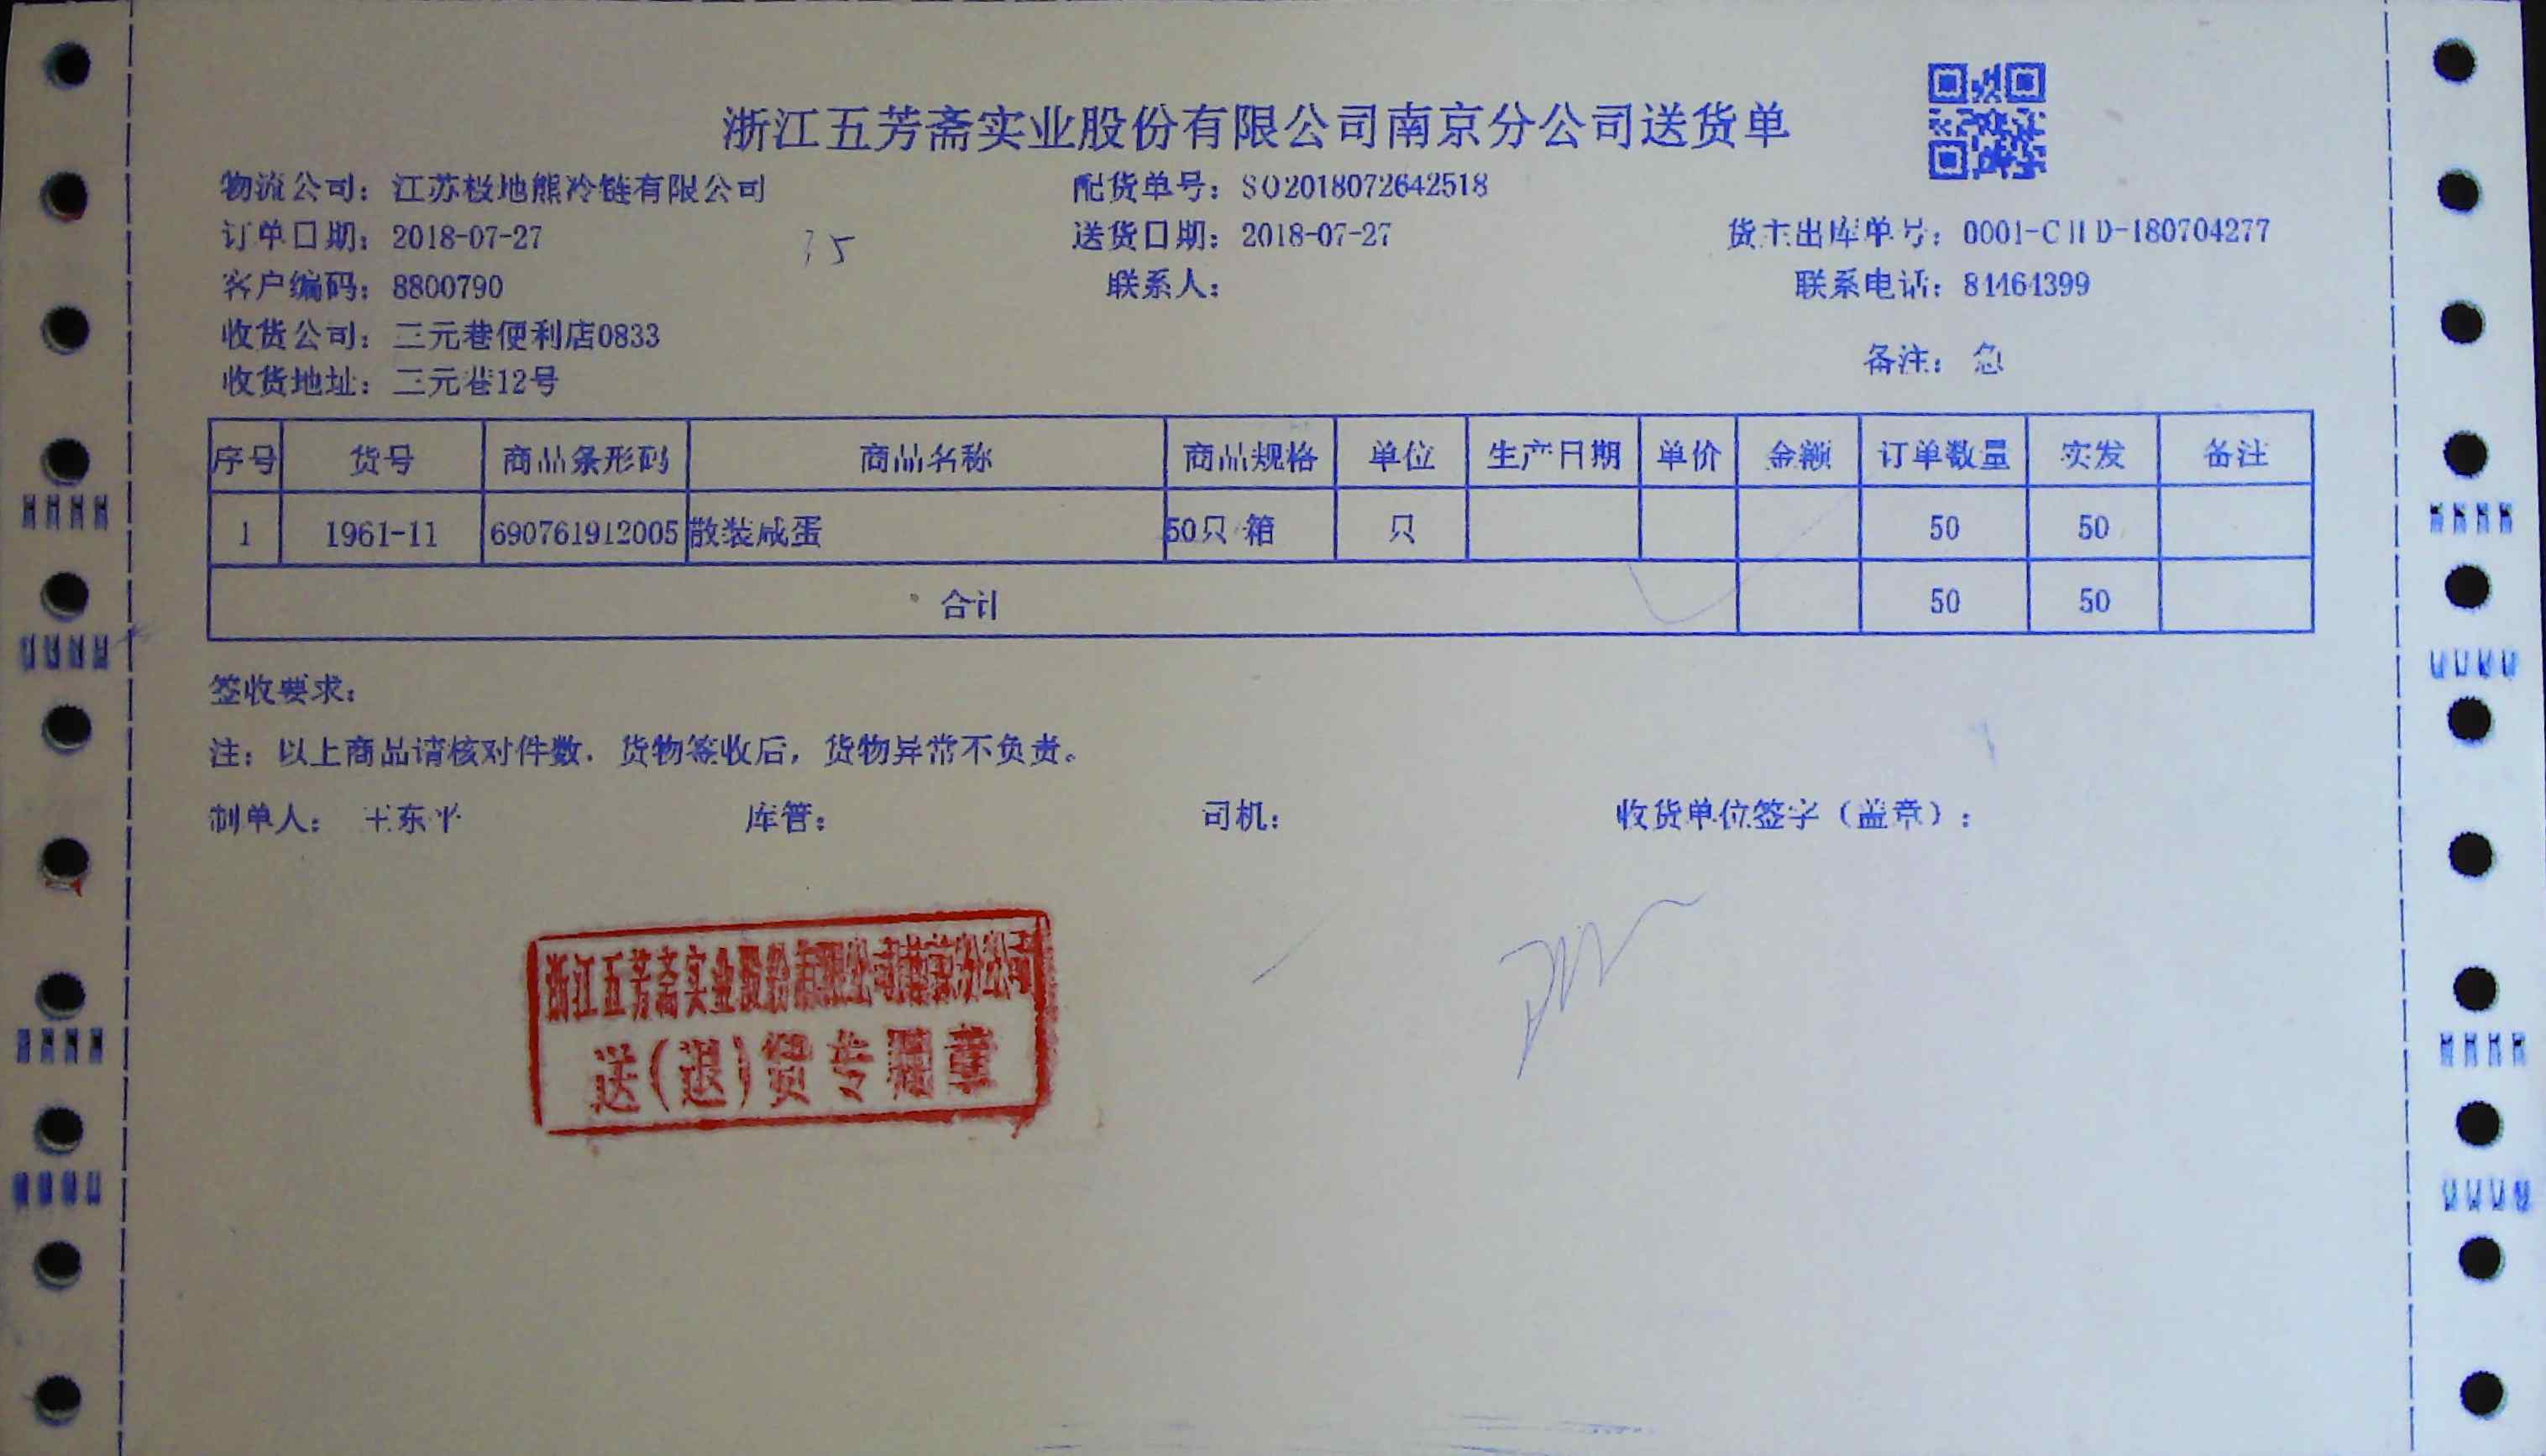 浙江五芳斋实业股份有限公司南京分公司送货单
物流公司：江苏极地熊冷链有限公司 配货单号：SO2018072642518
订单日期：2018-07-27 35 送货日期：2018-07-27 货主出库单号：0001-CHD-180704277
客户编码：8800790 联系人： 联系电话：84464399
收货公司：三元巷便利店0833
收货地址：三元巷12号 备注：急
序号 货号 商品条形码 商品名称 商品规格 单位 生产日期 单价 金额 订单数量 实发 备注
1 1961-11 690761912005 散装咸蛋 50只 箱 只 50 50
合计 50 50
签收要求：
注：以上商品请核对件数，货物签收后，货物异常不负责。
制单人：王东平 库管： 司机： 收货单位签字（盖章）：
浙江五芳斋实业股份有限公司南京分公司
送(退)货专用章